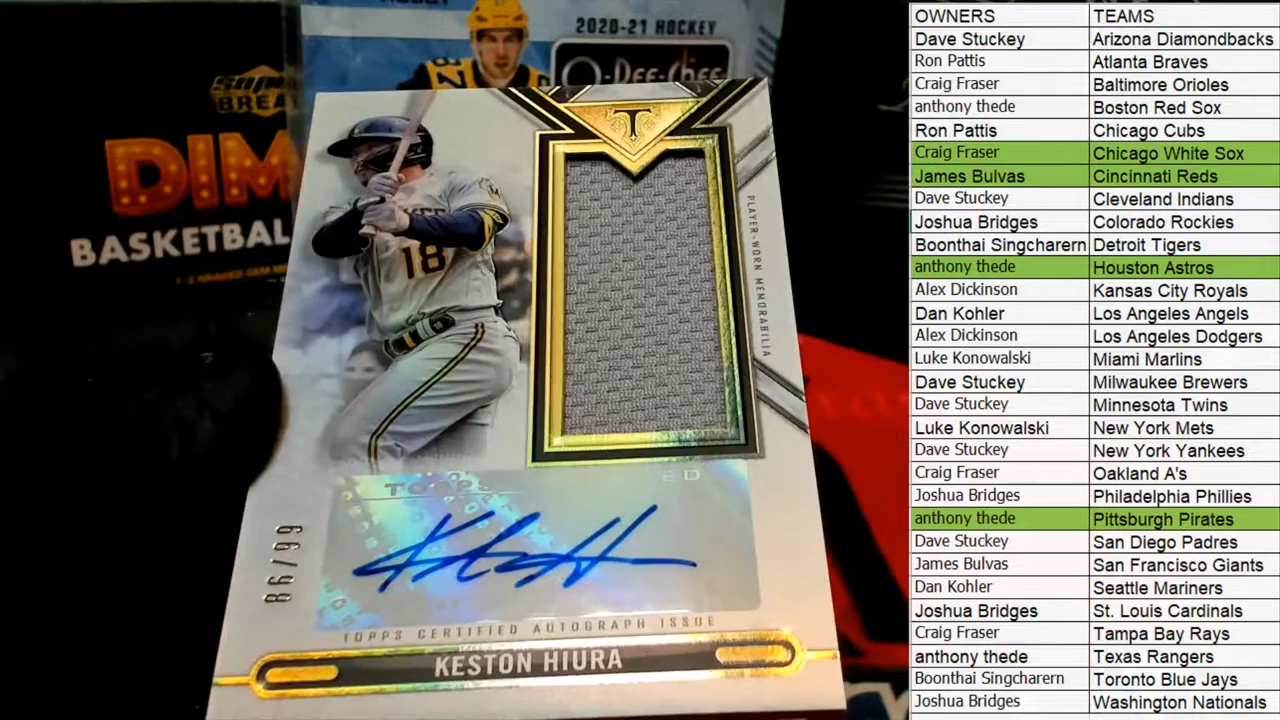 2020-21 HOCKEY
O-PEE-CHEE
BREA
DIM
BASKETBAL
T
18
PLAYER-WORN MEMORABILIA
TOPPS
ED
86/99
TOPPS CERTIFIED AUTOGRAPH ISSUE
KESTON HIURA
OWNERS TEAMS
Dave Stuckey Arizona Diamondbacks
Ron Pattis Atlanta Braves
Craig Fraser Baltimore Orioles
anthony thede Boston Red Sox
Ron Pattis Chicago Cubs
Craig Fraser Chicago White Sox
James Bulvas Cincinnati Reds
Dave Stuckey Cleveland Indians
Joshua Bridges Colorado Rockies
Boonthai Singcharern Detroit Tigers
anthony thede Houston Astros
Alex Dickinson Kansas City Royals
Dan Kohler Los Angeles Angels
Alex Dickinson Los Angeles Dodgers
Luke Konowalski Miami Marlins
Dave Stuckey Milwaukee Brewers
Dave Stuckey Minnesota Twins
Luke Konowalski New York Mets
Dave Stuckey New York Yankees
Craig Fraser Oakland A's
Joshua Bridges Philadelphia Phillies
anthony thede Pittsburgh Pirates
Dave Stuckey San Diego Padres
James Bulvas San Francisco Giants
Dan Kohler Seattle Mariners
Joshua Bridges St. Louis Cardinals
Craig Fraser Tampa Bay Rays
anthony thede Texas Rangers
Boonthai Singcharern Toronto Blue Jays
Joshua Bridges Washington Nationals